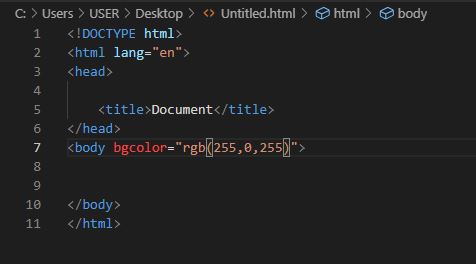 C: > Users > USER > Desktop > <> Untitled.html > html > body
1 <!DOCTYPE html>
2 <html lang="en">
3 <head>
4
5     <title>Document</title>
6 </head>
7 <body bgcolor="rgb(255,0,255)">
8
9
10 </body>
11 </html>